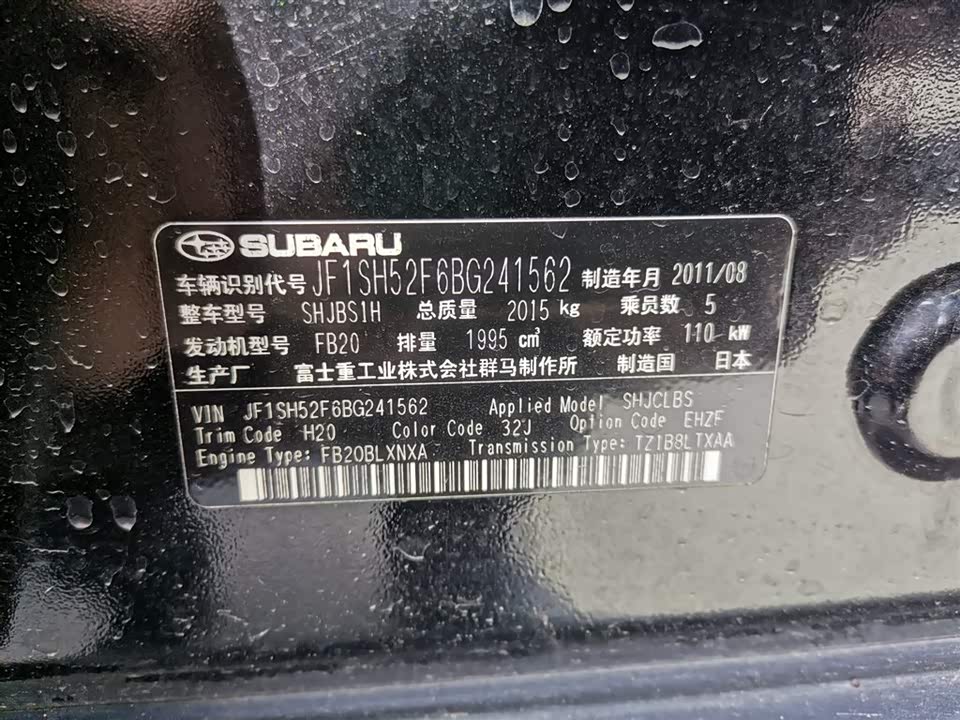 SUBARU
车辆识别代号 JF1SH52F6BG241562 制造年月 2011/08
整车型号 SHJBS1H 总质量 2015 kg 乘员数 5
发动机型号 FB20 排量 1995 cm³ 额定功率 110 kW
生产厂 富士重工业株式会社群马制作所 制造国 日本
VIN JF1SH52F6BG241562 Applied Model SHJCLBS
Trim Code H20 Color Code 32J Option Code EHZF
Engine Type: FB20BLXNXA Transmission Type: TZ1B8LTXAA